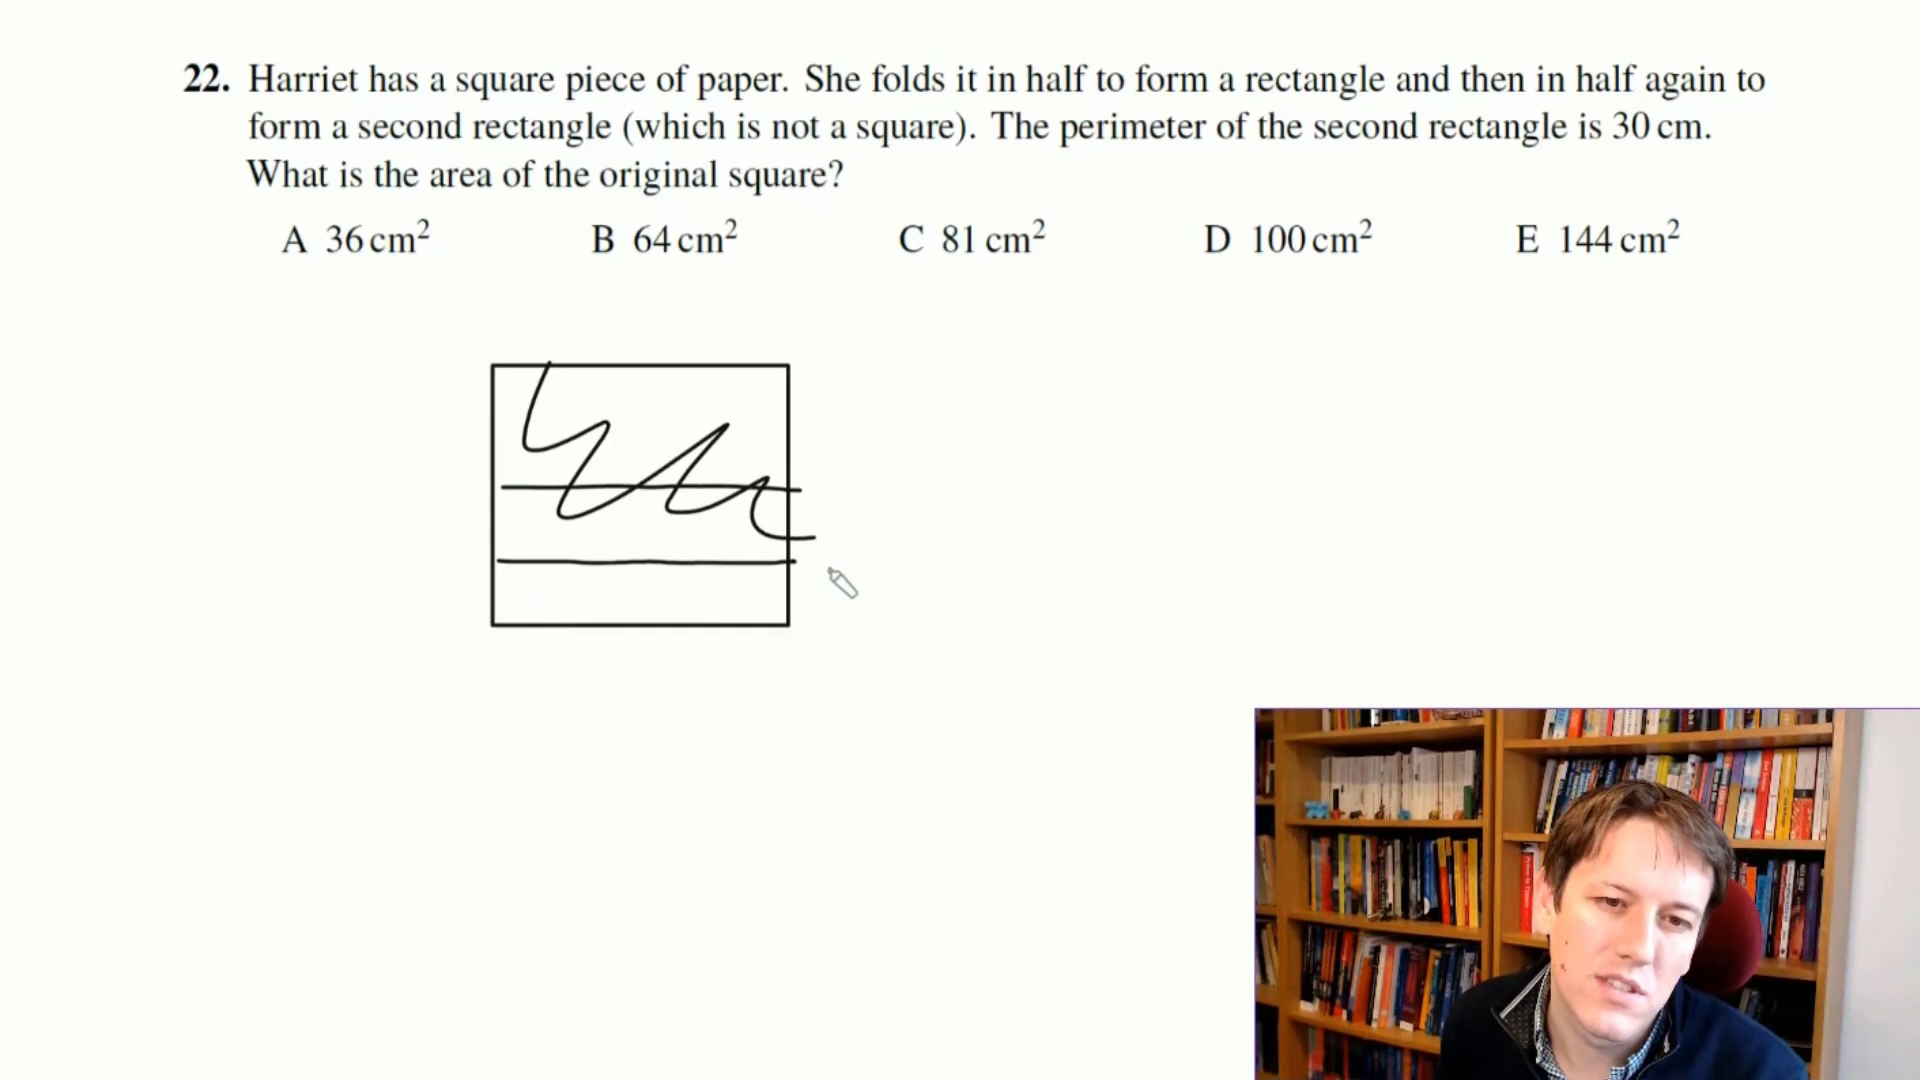 22. Harriet has a square piece of paper. She folds it in half to form a rectangle and then in half again to
form a second rectangle (which is not a square). The perimeter of the second rectangle is 30 cm.
What is the area of the original square?
A 36 cm² B 64 cm² C 81 cm² D 100 cm² E 144 cm²